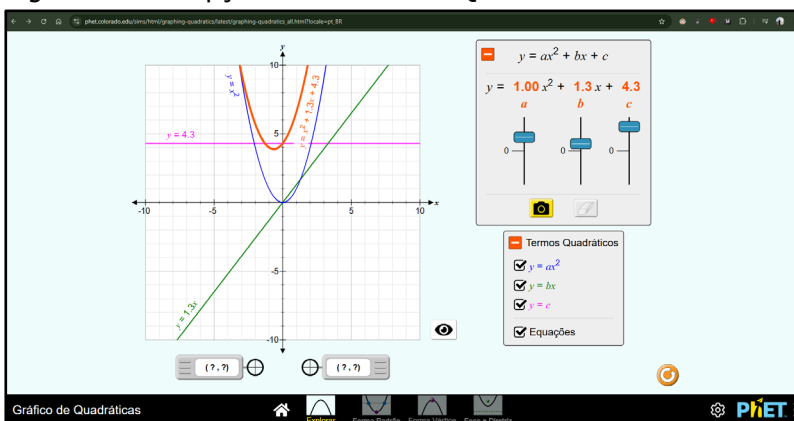 phet.colorado.edu/sims/html/graphing-quadratics/latest/graphing-quadratics_all.html?locale=pt_BR
y = ax² + bx + c
y = 1.00 x² + 1.3 x + 4.3
a b c
0 0 0
y
10
y = x²
y = x² + 1.3x + 4.3
y = 4.3
5
-10 -5 5 10 x
-5
y = 1.3x
-10
Termos Quadráticos
y = ax²
y = bx
y = c
Equações
(?, ?) (?, ?)
Gráfico de Quadráticas
Explorar Forma Padrão Forma Vértice Foco e Diretriz
PhET